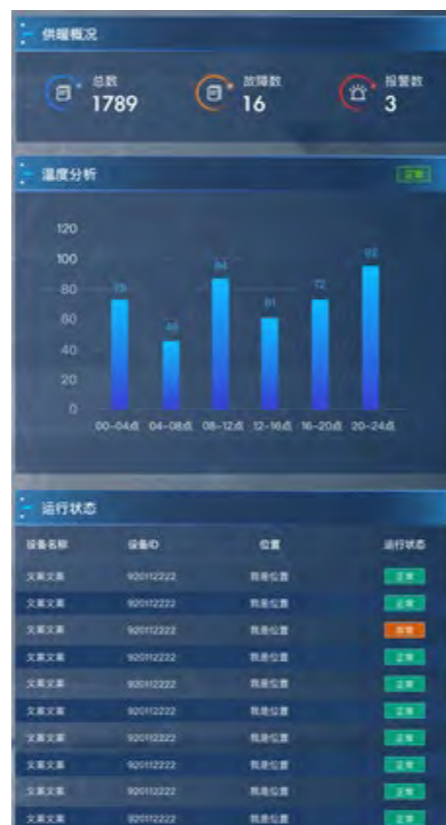 供暖概况
总数 故障数 报警数
1789 16 3
温度分析 正常
120
100
80
60
40
20
0
00-04点 04-08点 08-12点 12-16点 16-20点 20-24点
运行状态
设备名称 设备ID 位置 运行状态
文案文案 920112222 我是位置 正常
文案文案 920112222 我是位置 正常
文案文案 920112222 我是位置
文案文案 920112222 我是位置 正常
文案文案 920112222 我是位置 正常
文案文案 920112222 我是位置 正常
文案文案 920112222 我是位置 正常
文案文案 920112222 我是位置 正常
文案文案 920112222 我是位置 正常
文案文案 920112222 我是位置 正常